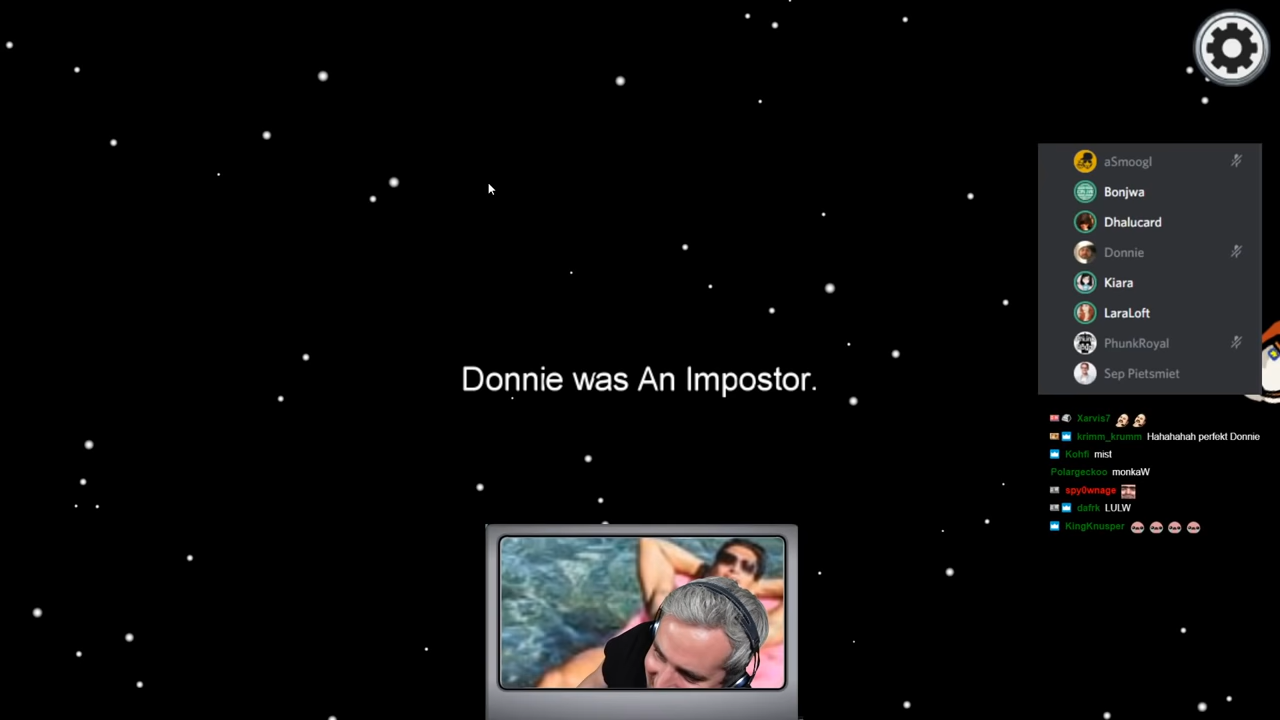 aSmoogl
Bonjwa
Dhalucard
Donnie
Kiara
LaraLoft
PhunkRoyal
Sep Pietsmiet
Donnie was An Impostor.
Xarvis7
krimm_krumm Hahahahah perfekt Donnie
Kohfi mist
Polargeckoo monkaW
spy0wnage
dafrk LULW
KingKnusper